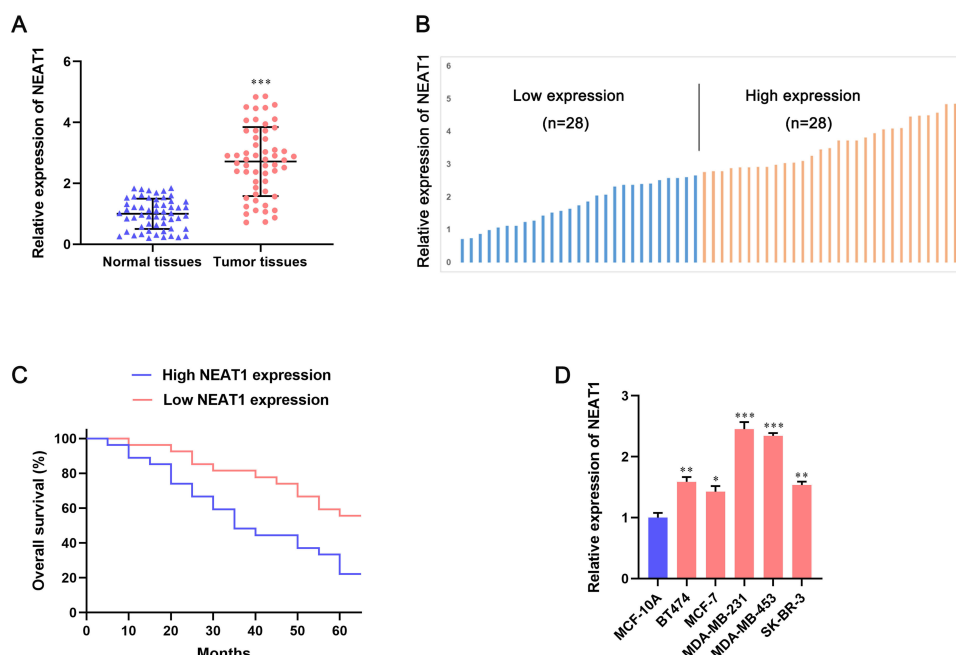 A
Relative expression of NEAT1
6
4
2
0
***
Normal tissues
Tumor tissues
B
Relative expression of NEAT1
6
5
4
3
2
1
0
Low expression
(n=28)
High expression
(n=28)
C
High NEAT1 expression
Low NEAT1 expression
Overall survival (%)
100
80
60
40
20
0
0 10 20 30 40 50 60
Months
D
Relative expression of NEAT1
3
2
1
0
**
*
***
***
**
MCF-10A
BT474
MCF-7
MDA-MB-231
MDA-MB-453
SK-BR-3